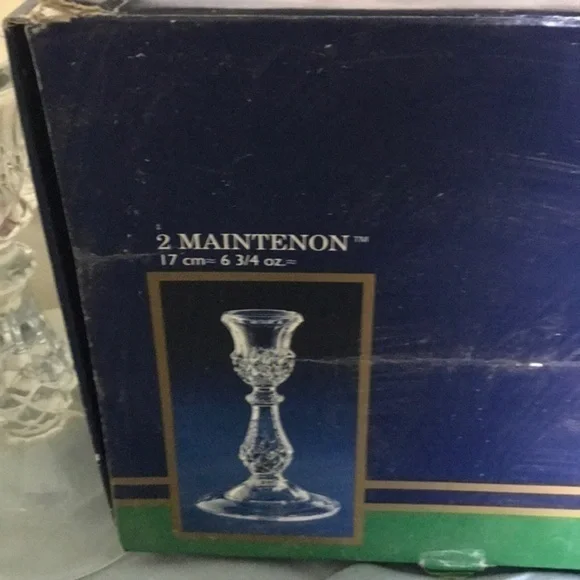 2 MAINTENON™
17 cm≈ 6 3/4 oz.≈